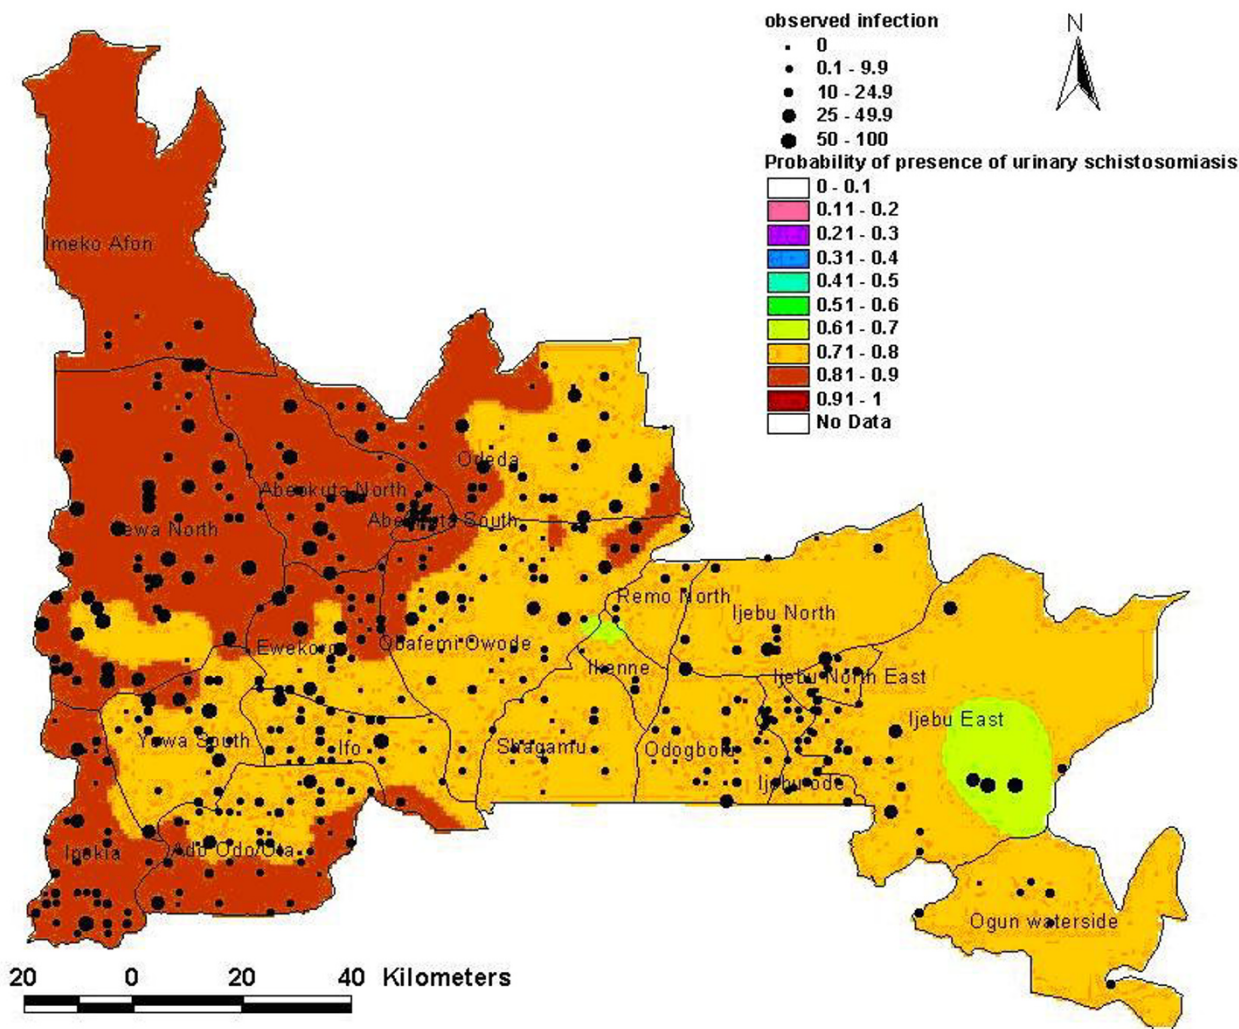 observed infection
0
0.1 - 9.9
10 - 24.9
25 - 49.9
50 - 100
N
Probability of presence of urinary schistosomiasis
0 - 0.1
0.11 - 0.2
0.21 - 0.3
0.31 - 0.4
0.41 - 0.5
0.51 - 0.6
0.61 - 0.7
0.71 - 0.8
0.81 - 0.9
0.91 - 1
No Data
Imeko Afon
Odeda
Abeokuta North
Abeokuta South
Yewa North
Remo North
Ijebu North
Ewekoro
Obafemi Owode
Ikenne
Ijebu North East
Ijebu East
Yewa South
Ifo
Shagamu
Odogbolu
Ijebu ode
Ipokia
Ado Odo/Ota
Ogun waterside
20 0 20 40 Kilometers